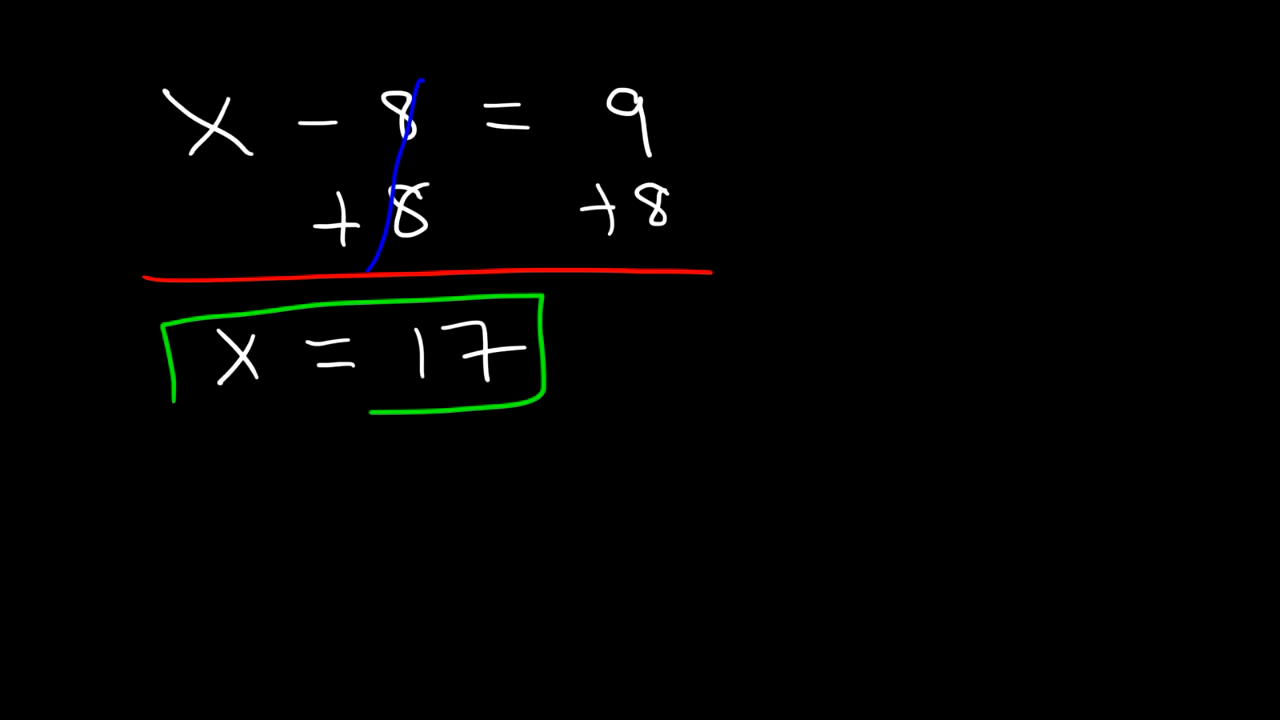 x - 8 = 9
+ 8 + 8
x = 17